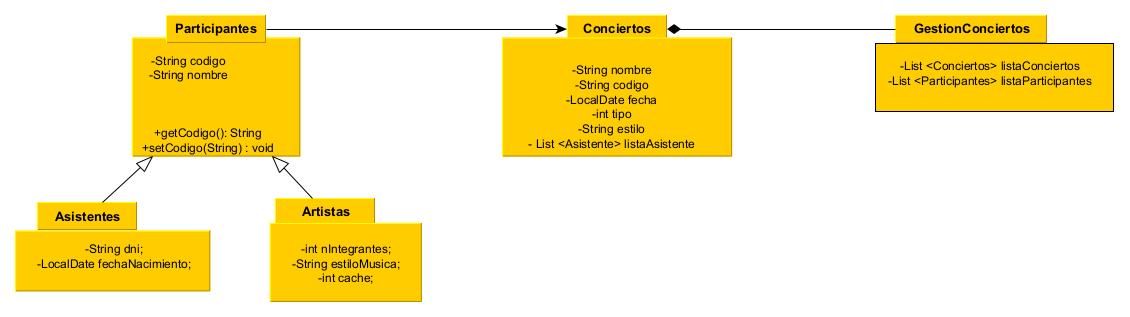 Participantes
-String codigo
-String nombre
+getCodigo(): String
+setCodigo(String) : void
Conciertos
-String nombre
-String codigo
-LocalDate fecha
-int tipo
-String estilo
- List <Asistente> listaAsistente
GestionConciertos
-List <Conciertos> listaConciertos
-List <Participantes> listaParticipantes
Asistentes
-String dni;
-LocalDate fechaNacimiento;
Artistas
-int nIntegrantes;
-String estiloMusica;
-int cache;